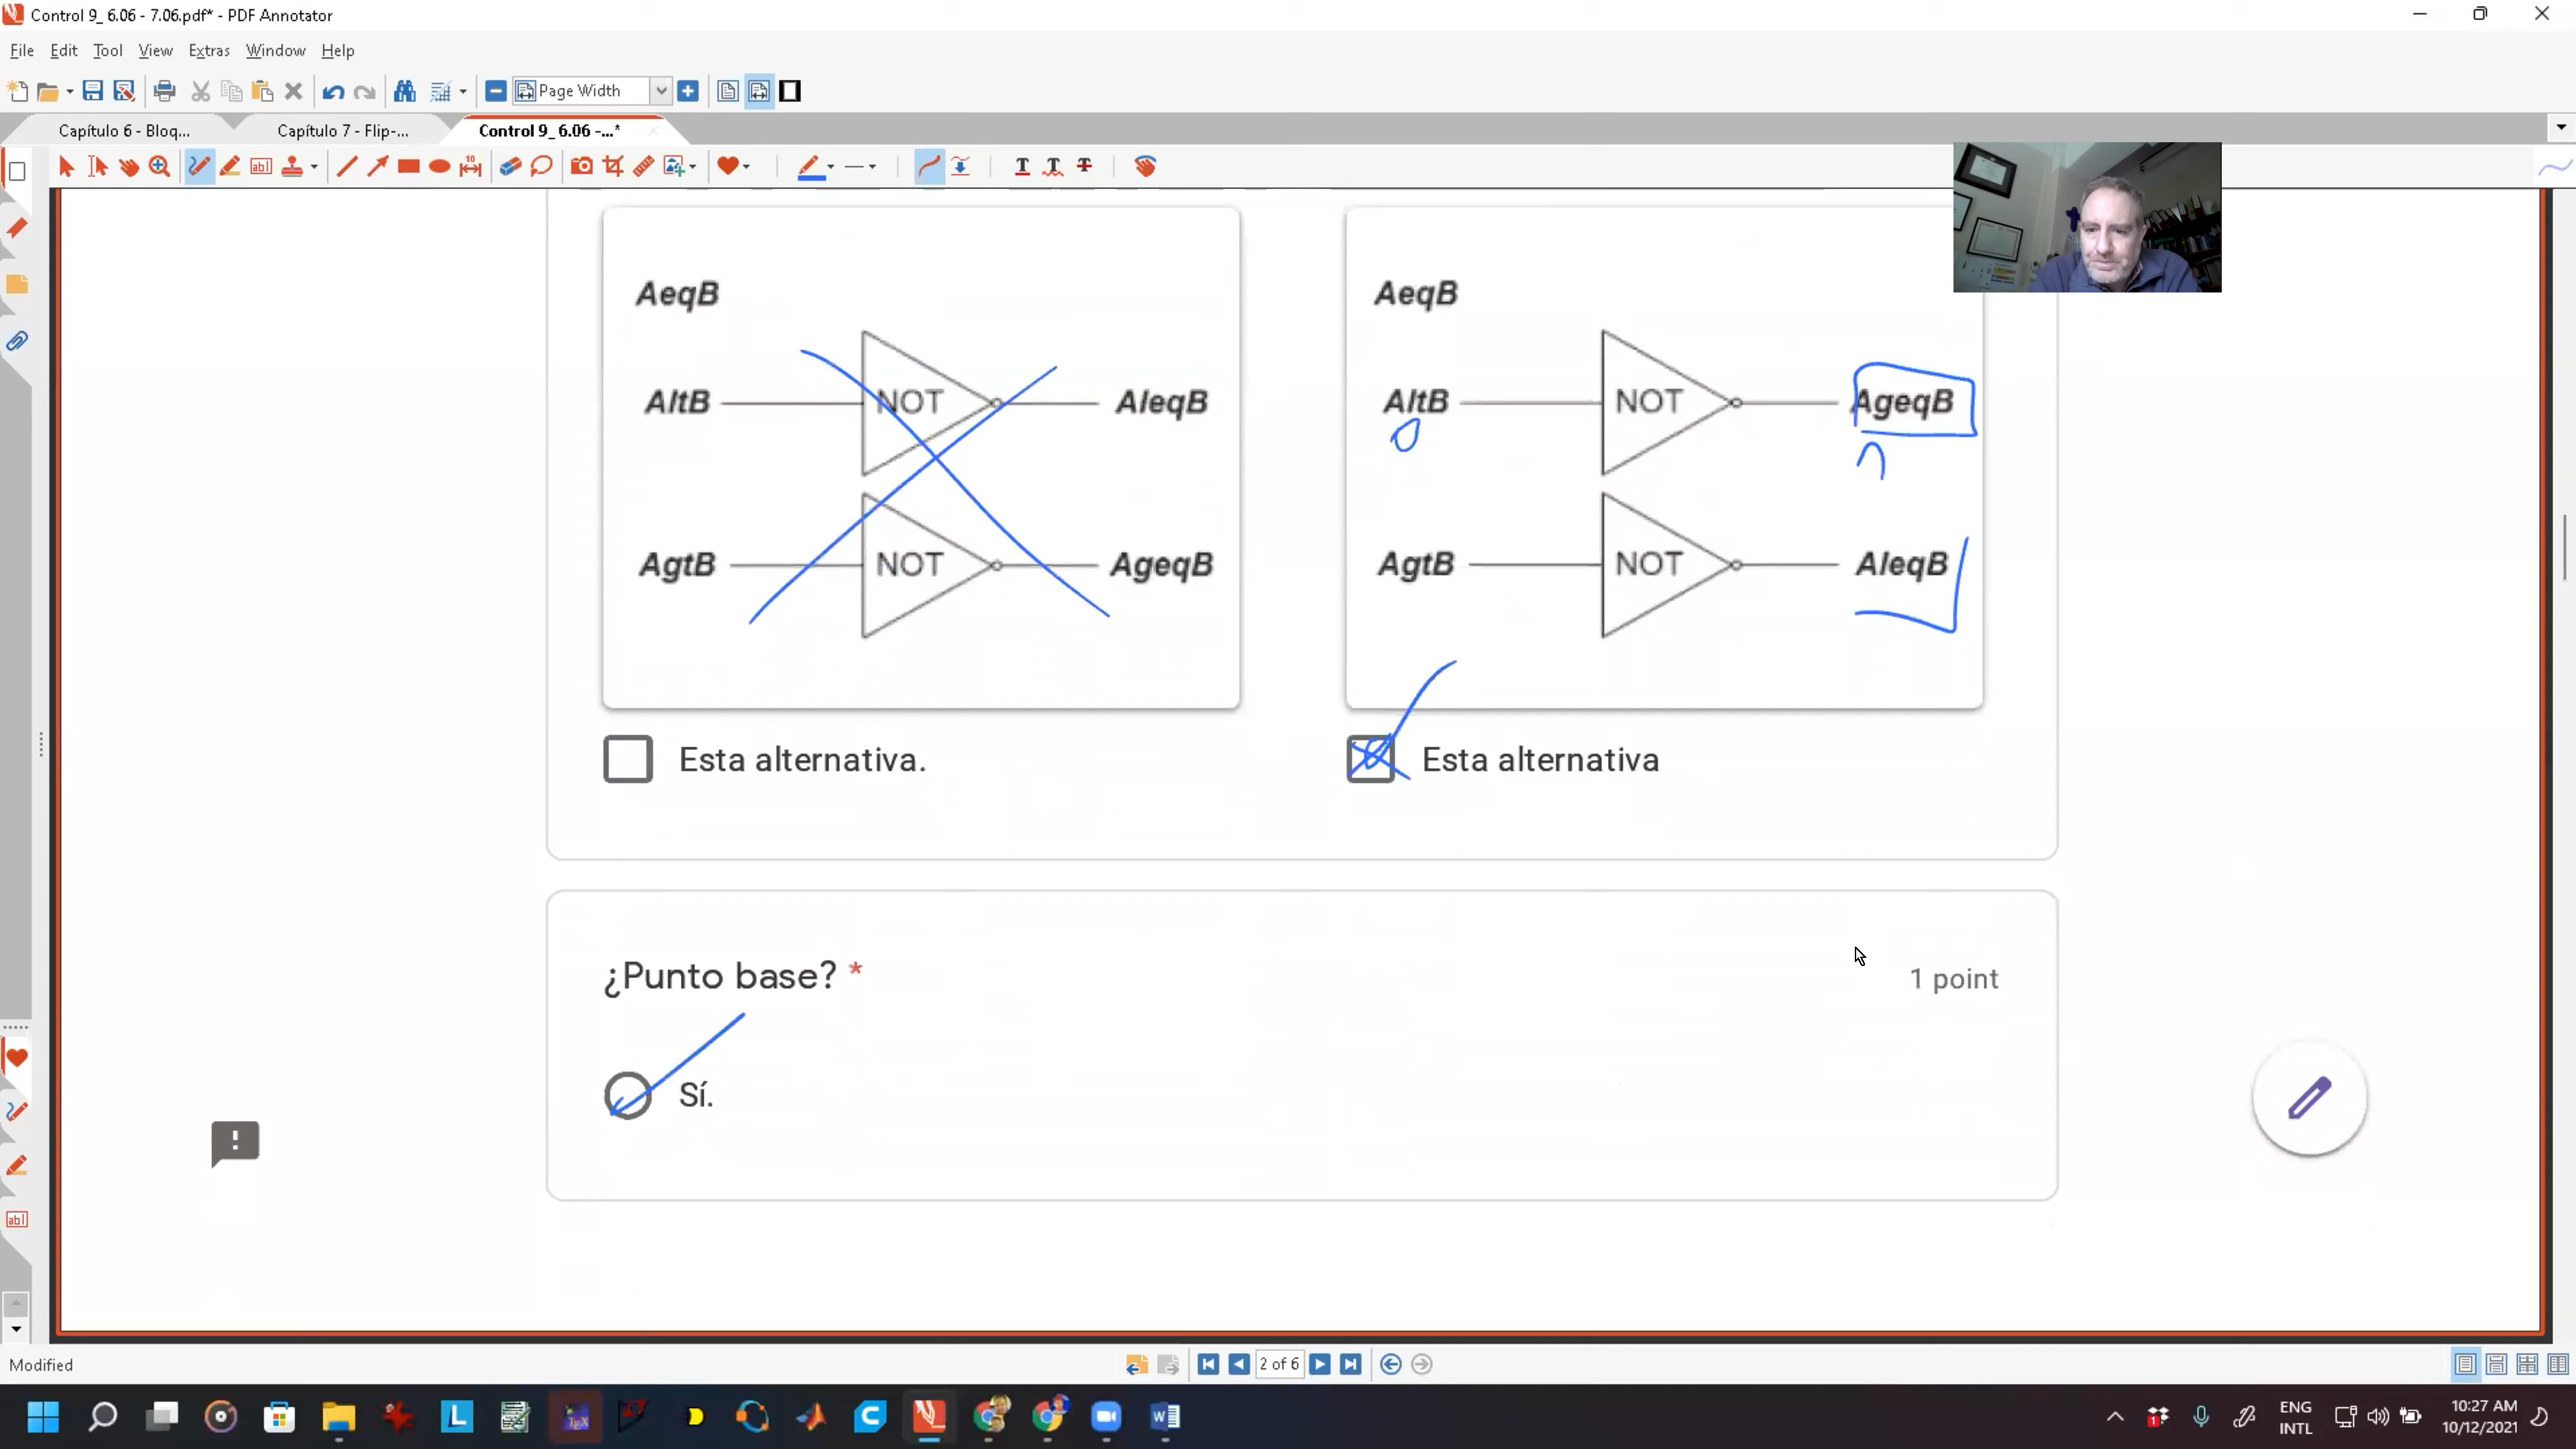 Control 9_ 6.06 - 7.06.pdf* - PDF Annotator
File Edit Tool View Extras Window Help
Page Width
Capítulo 6 - Bloq...
Capítulo 7 - Flip-...
Control 9_ 6.06 -...*
AeqB
AltB NOT AleqB
AgtB NOT AgeqB
Esta alternativa.
AeqB
AltB NOT AgeqB
0 1
AgtB NOT AleqB
Esta alternativa
¿Punto base? *
1 point
Sí.
Modified
2 of 6
ENG
INTL
10:27 AM
10/12/2021